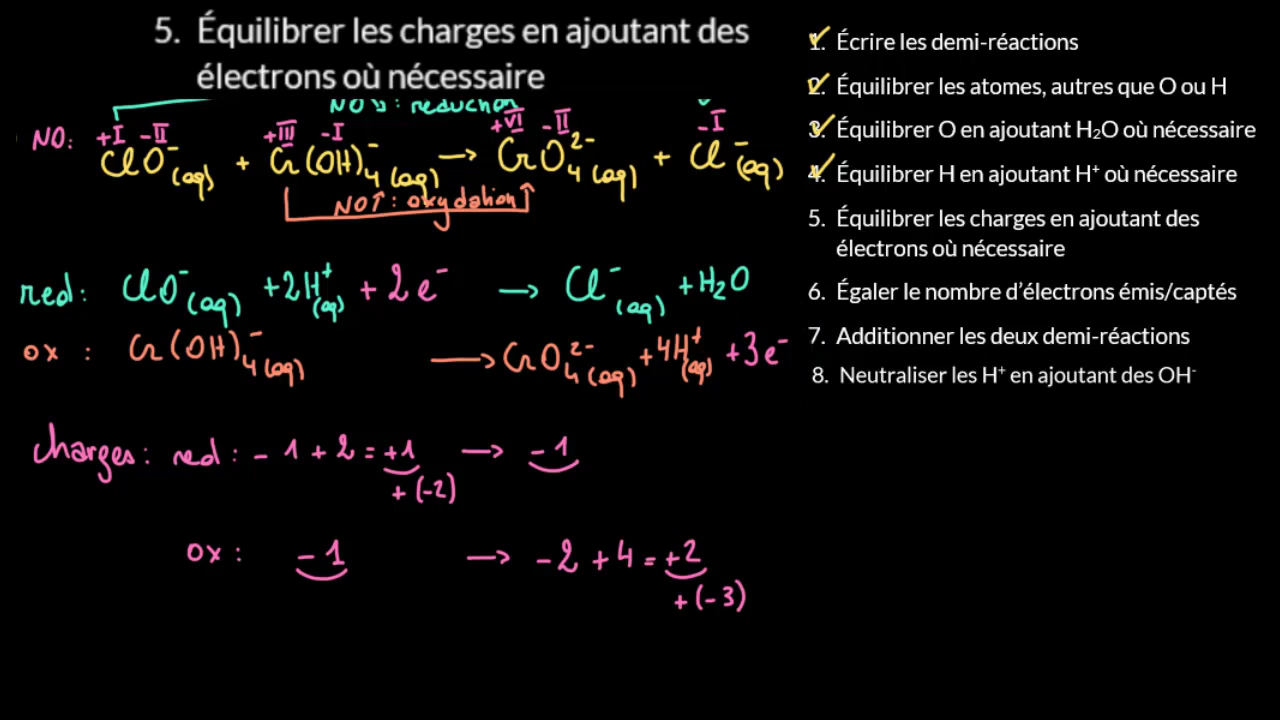 5. Équilibrer les charges en ajoutant des
électrons où nécessaire
NO ↓ : réduction
NO: +I -II +III -I +VI -II -I
ClO⁻(aq) + Cr(OH)₄⁻(aq) → CrO₄²⁻(aq) + Cl⁻(aq)
NO↑ : oxydation
red: ClO⁻(aq) +2H⁺(aq) + 2e⁻ → Cl⁻(aq) + H₂O
ox : Cr(OH)₄⁻(aq) → CrO₄²⁻(aq) +4H⁺(aq) +3e⁻
charges: red : - 1 + 2 = +1 → -1
+ (-2)
ox : -1 → -2 + 4 = +2
+ (-3)
1. Écrire les demi-réactions
2. Équilibrer les atomes, autres que O ou H
3. Équilibrer O en ajoutant H₂O où nécessaire
4. Équilibrer H en ajoutant H⁺ où nécessaire
5. Équilibrer les charges en ajoutant des
électrons où nécessaire
6. Égaler le nombre d'électrons émis/captés
7. Additionner les deux demi-réactions
8. Neutraliser les H⁺ en ajoutant des OH⁻